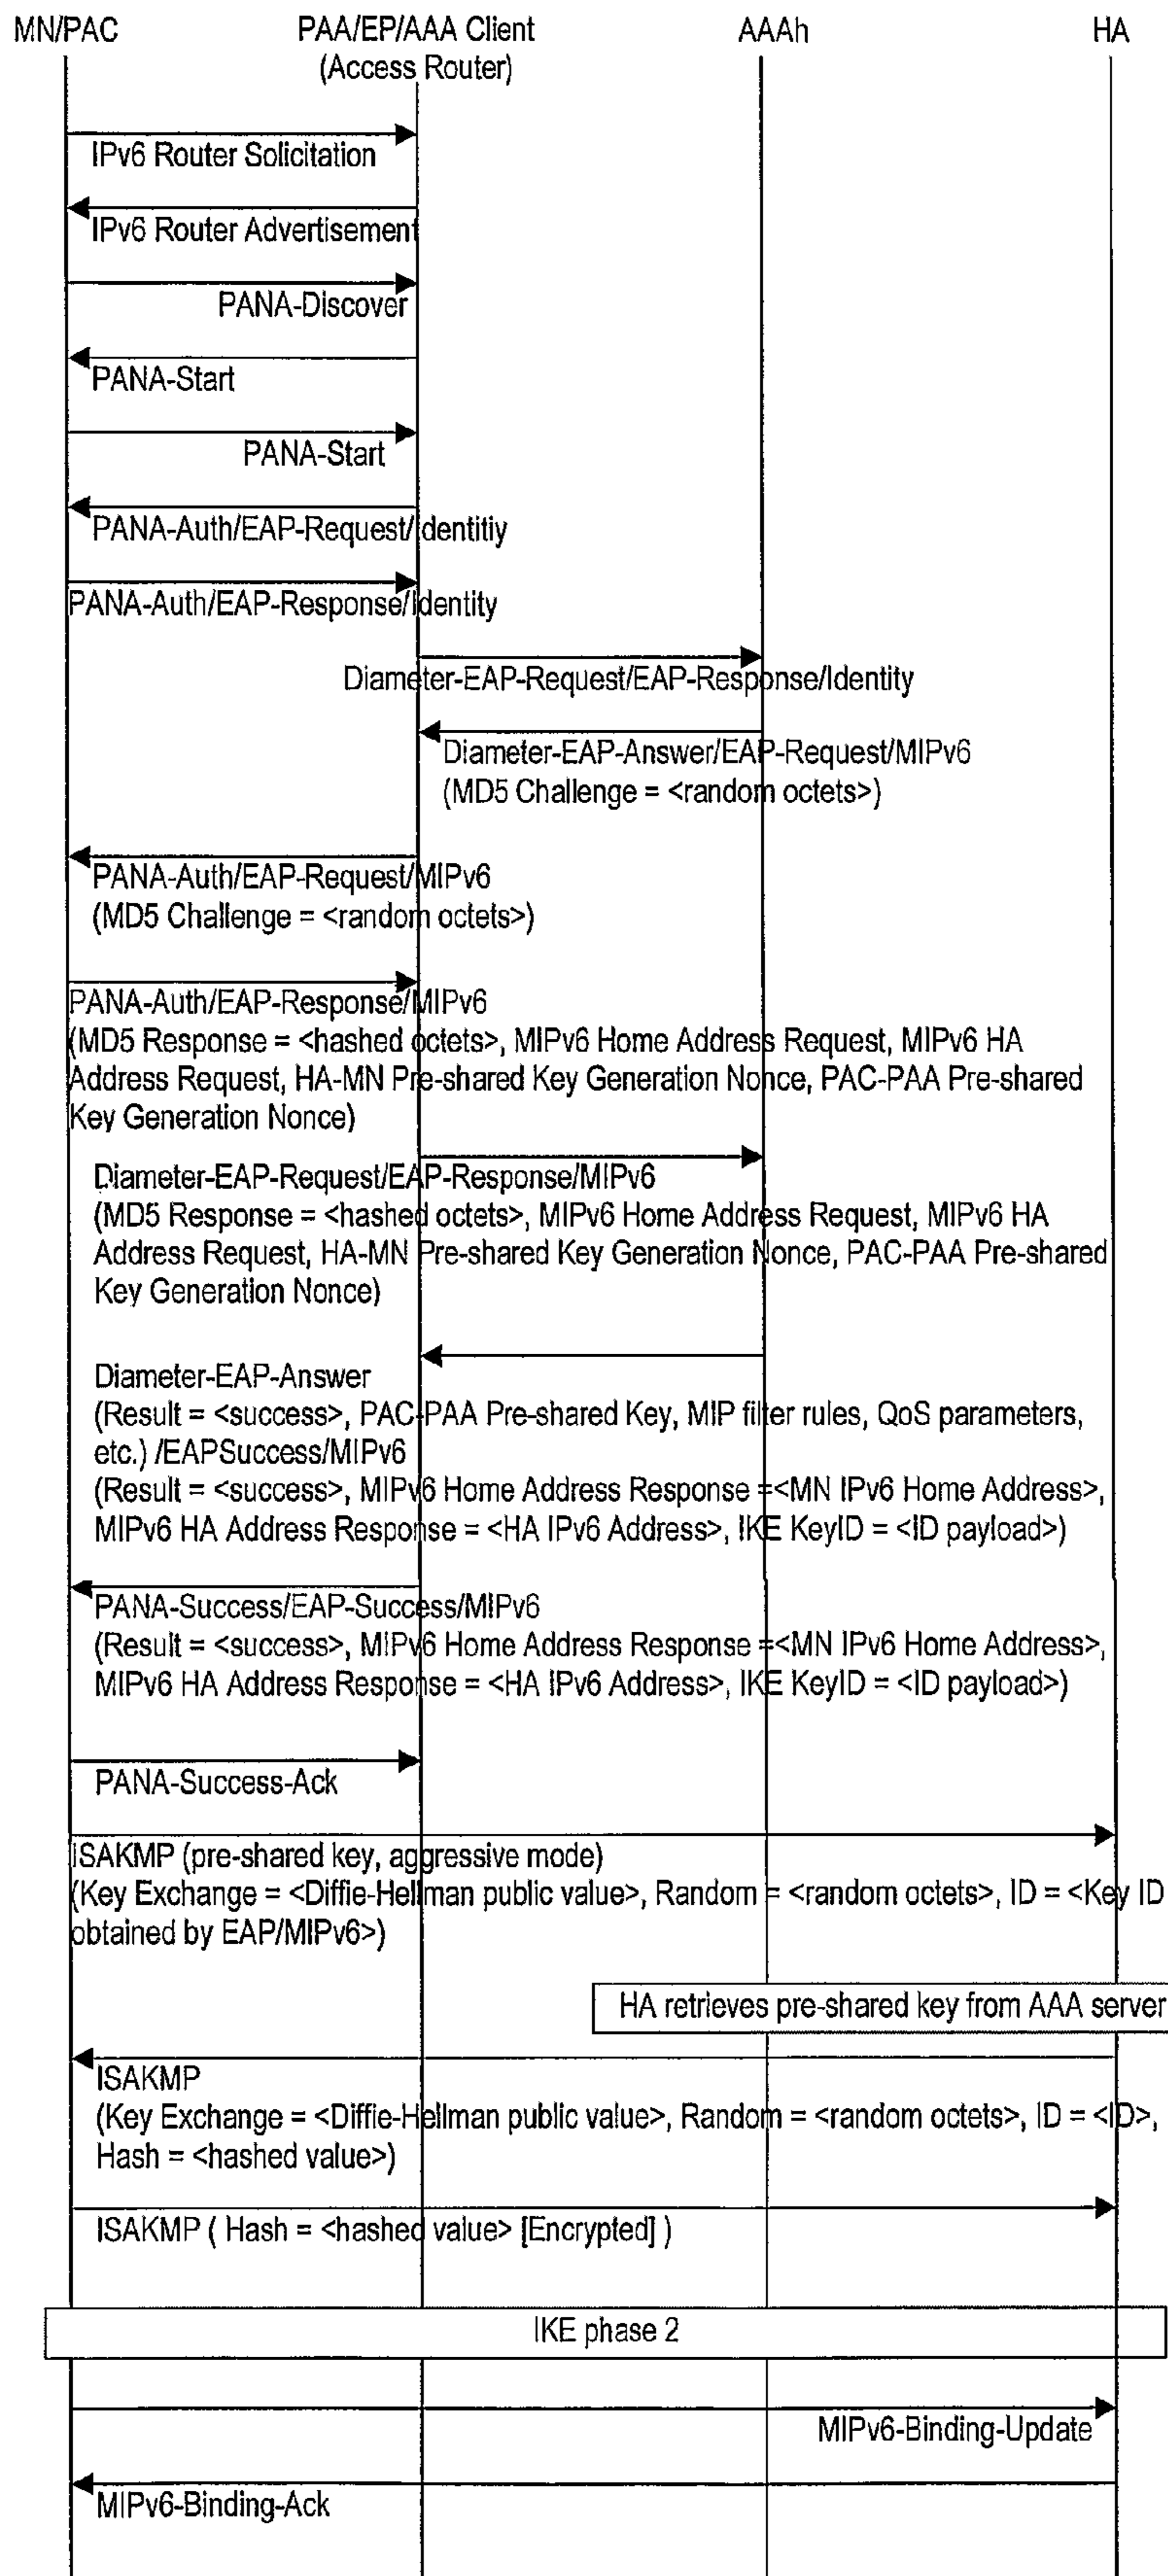 MN/PAC
PAA/EP/AAA Client
(Access Router)
AAAh
HA
IPv6 Router Solicitation
IPv6 Router Advertisement
PANA-Discover
PANA-Start
PANA-Start
PANA-Auth/EAP-Request/Identitiy
PANA-Auth/EAP-Response/Identity
Diameter-EAP-Request/EAP-Response/Identity
Diameter-EAP-Answer/EAP-Request/MIPv6
(MD5 Challenge = <random octets>)
PANA-Auth/EAP-Request/MIPv6
(MD5 Challenge = <random octets>)
PANA-Auth/EAP-Response/MIPv6
(MD5 Response = <hashed octets>, MIPv6 Home Address Request, MIPv6 HA
Address Request, HA-MN Pre-shared Key Generation Nonce, PAC-PAA Pre-shared
Key Generation Nonce)
Diameter-EAP-Request/EAP-Response/MIPv6
(MD5 Response = <hashed octets>, MIPv6 Home Address Request, MIPv6 HA
Address Request, HA-MN Pre-shared Key Generation Nonce, PAC-PAA Pre-shared
Key Generation Nonce)
Diameter-EAP-Answer
(Result = <success>, PAC-PAA Pre-shared Key, MIP filter rules, QoS parameters,
etc.) /EAPSuccess/MIPv6
(Result = <success>, MIPv6 Home Address Response =<MN IPv6 Home Address>,
MIPv6 HA Address Response = <HA IPv6 Address>, IKE KeyID = <ID payload>)
PANA-Success/EAP-Success/MIPv6
(Result = <success>, MIPv6 Home Address Response =<MN IPv6 Home Address>,
MIPv6 HA Address Response = <HA IPv6 Address>, IKE KeyID = <ID payload>)
PANA-Success-Ack
ISAKMP (pre-shared key, aggressive mode)
(Key Exchange = <Diffie-Hellman public value>, Random = <random octets>, ID = <Key ID
obtained by EAP/MIPv6>)
HA retrieves pre-shared key from AAA server
ISAKMP
(Key Exchange = <Diffie-Hellman public value>, Random = <random octets>, ID = <ID>,
Hash = <hashed value>)
ISAKMP ( Hash = <hashed value> [Encrypted] )
IKE phase 2
MIPv6-Binding-Update
MIPv6-Binding-Ack